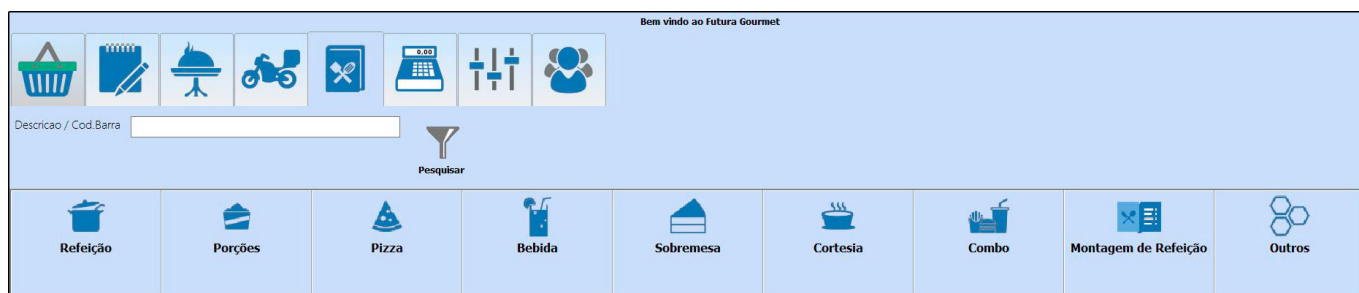 Bem vindo ao Futura Gourmet
0,00
Descricao / Cod.Barra
Pesquisar
Refeição
Porções
Pizza
Bebida
Sobremesa
Cortesia
Combo
Montagem de Refeição
Outros